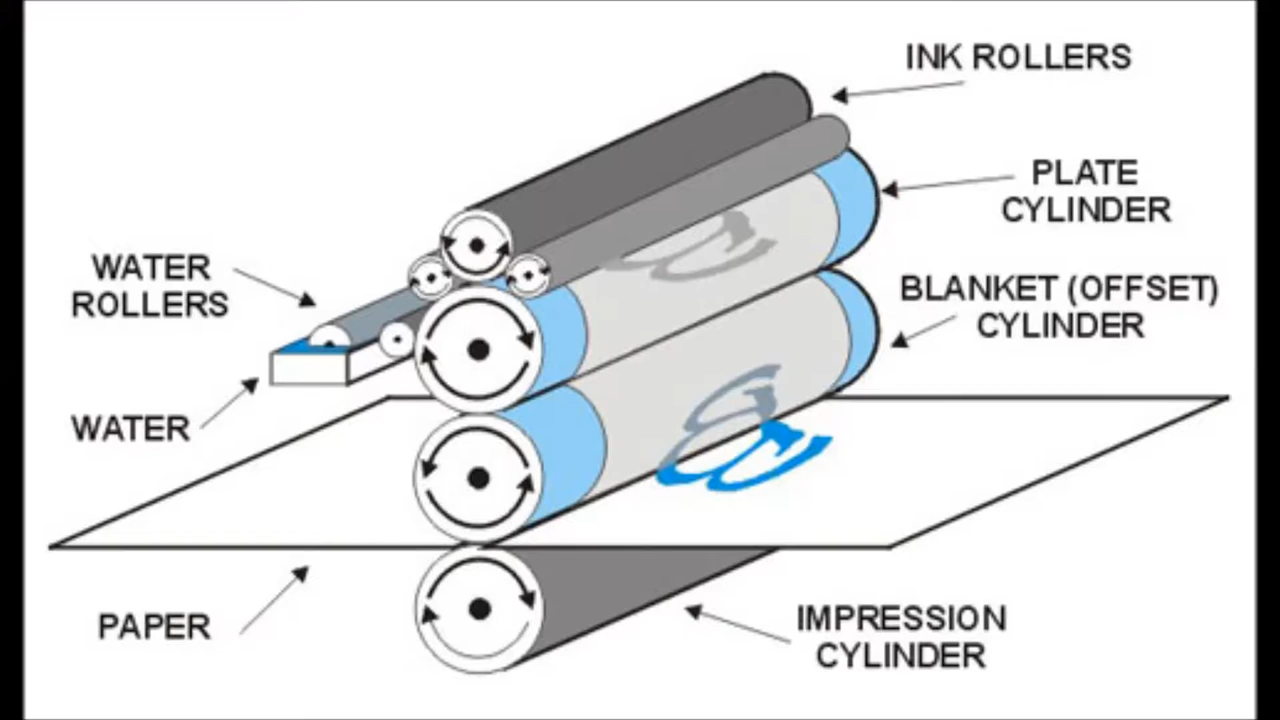 INK ROLLERS
PLATE
CYLINDER
WATER
ROLLERS
BLANKET (OFFSET)
CYLINDER
WATER
PAPER
IMPRESSION
CYLINDER